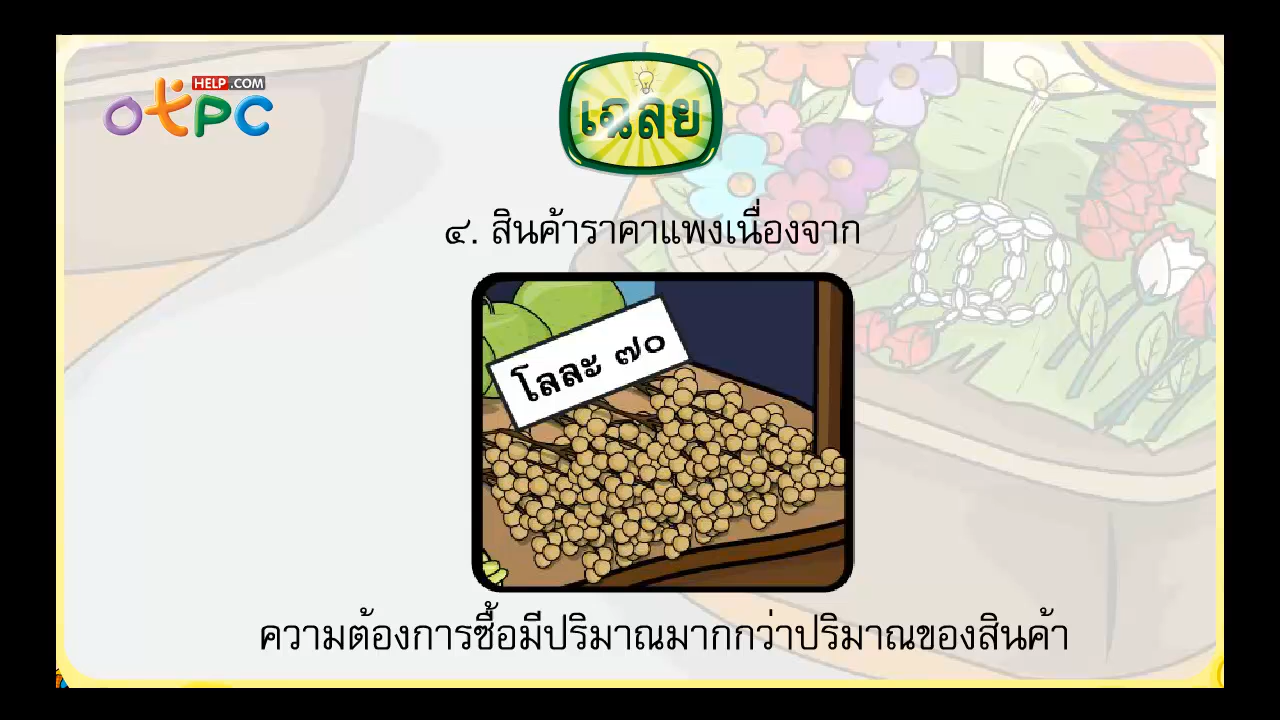 HELP.COM
OTPC
เฉลย
๔. สินค้าราคาแพงเนื่องจาก
โลละ ๗๐
ความต้องการซื้อมีปริมาณมากกว่าปริมาณของสินค้า